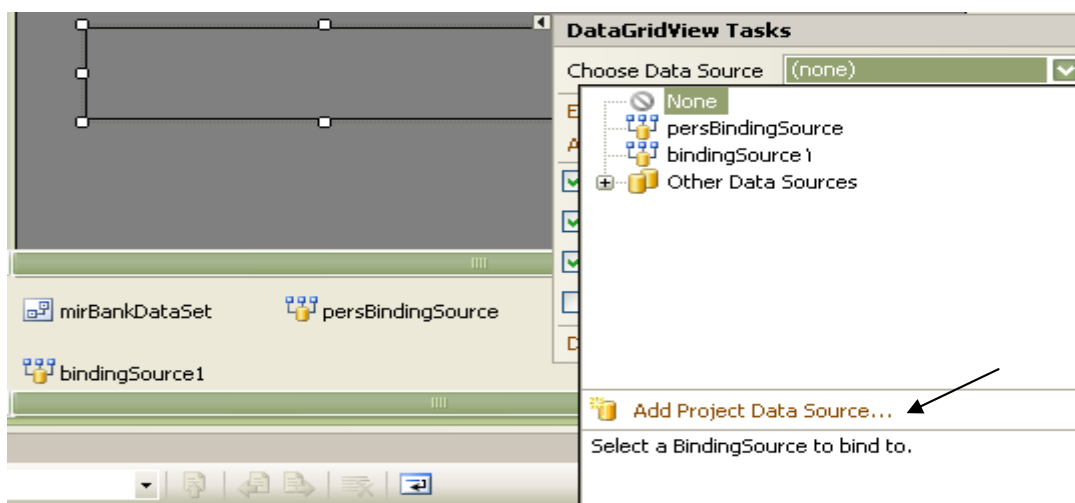 DataGridView Tasks
Choose Data Source (none)
None
persBindingSource
bindingSource1
Other Data Sources
mirBankDataSet persBindingSource
bindingSource1
Add Project Data Source...
Select a BindingSource to bind to.